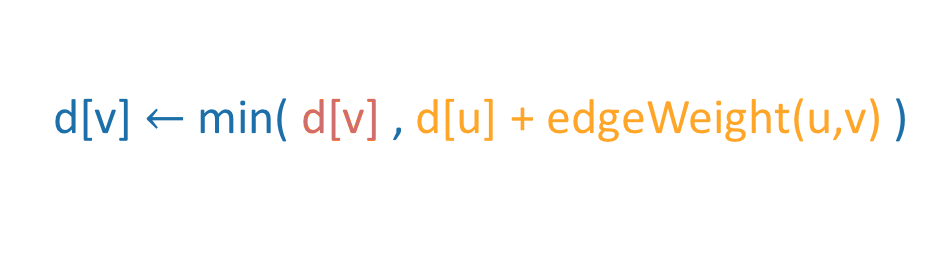 d[v] ← min( d[v] , d[u] + edgeWeight(u,v) )